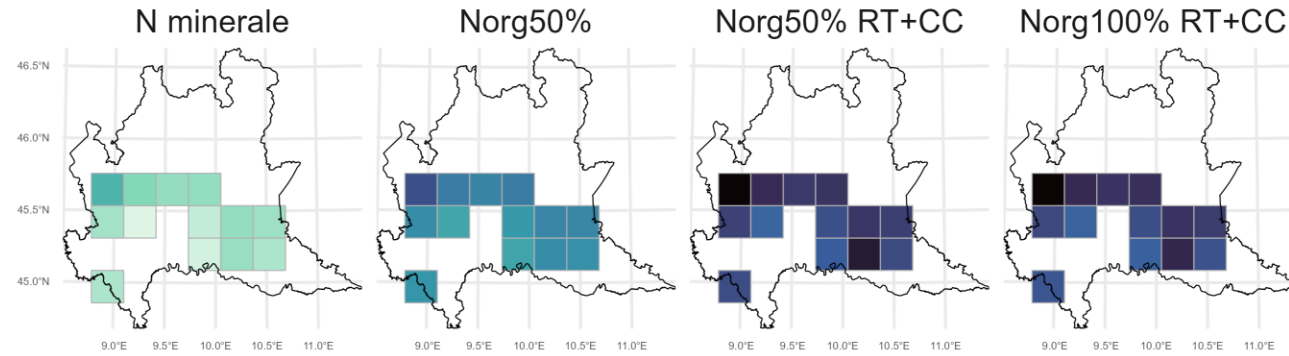 N minerale Norg50% Norg50% RT+CC Norg100% RT+CC
46.5°N
46.0°N
45.5°N
45.0°N
9.0°E 9.5°E 10.0°E 10.5°E 11.0°E 9.0°E 9.5°E 10.0°E 10.5°E 11.0°E 9.0°E 9.5°E 10.0°E 10.5°E 11.0°E 9.0°E 9.5°E 10.0°E 10.5°E 11.0°E